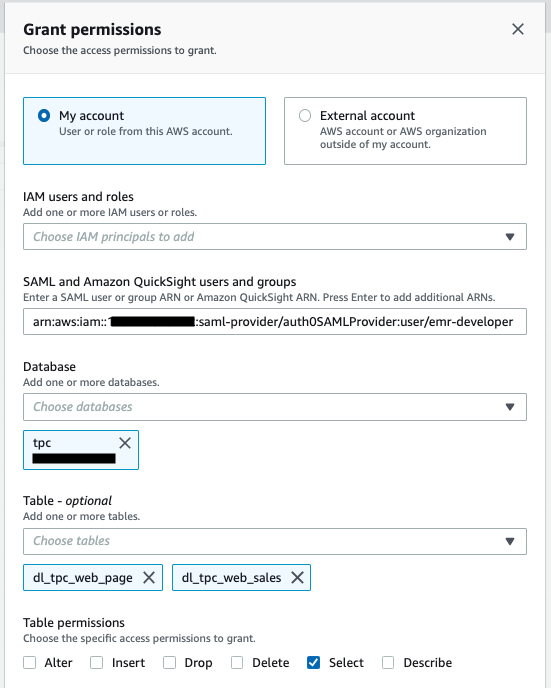 Grant permissions
Choose the access permissions to grant.
My account
User or role from this AWS account.
External account
AWS account or AWS organization
outside of my account.
IAM users and roles
Add one or more IAM users or roles.
Choose IAM principals to add
SAML and Amazon QuickSight users and groups
Enter a SAML user or group ARN or Amazon QuickSight ARN. Press Enter to add additional ARNs.
arn:aws:iam:: :saml-provider/auth0SAMLProvider:user/emr-developer
Database
Add one or more databases.
Choose databases
tpc
Table - optional
Add one or more tables.
Choose tables
dl_tpc_web_page
dl_tpc_web_sales
Table permissions
Choose the specific access permissions to grant.
Alter Insert Drop Delete Select Describe